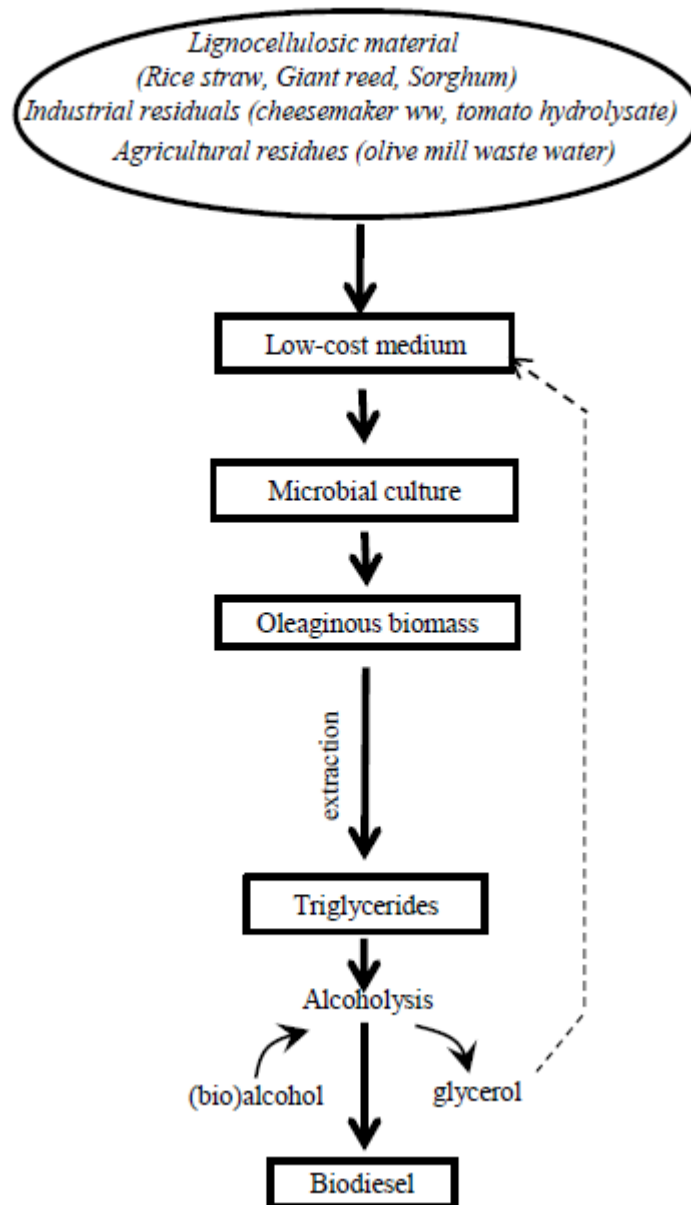 Lignocellulosic material
(Rice straw, Giant reed, Sorghum)
Industrial residuals (cheesemaker ww, tomato hydrolysate)
Agricultural residues (olive mill waste water)
Low-cost medium
Microbial culture
Oleaginous biomass
extraction
Triglycerides
Alcoholysis
(bio)alcohol
glycerol
Biodiesel